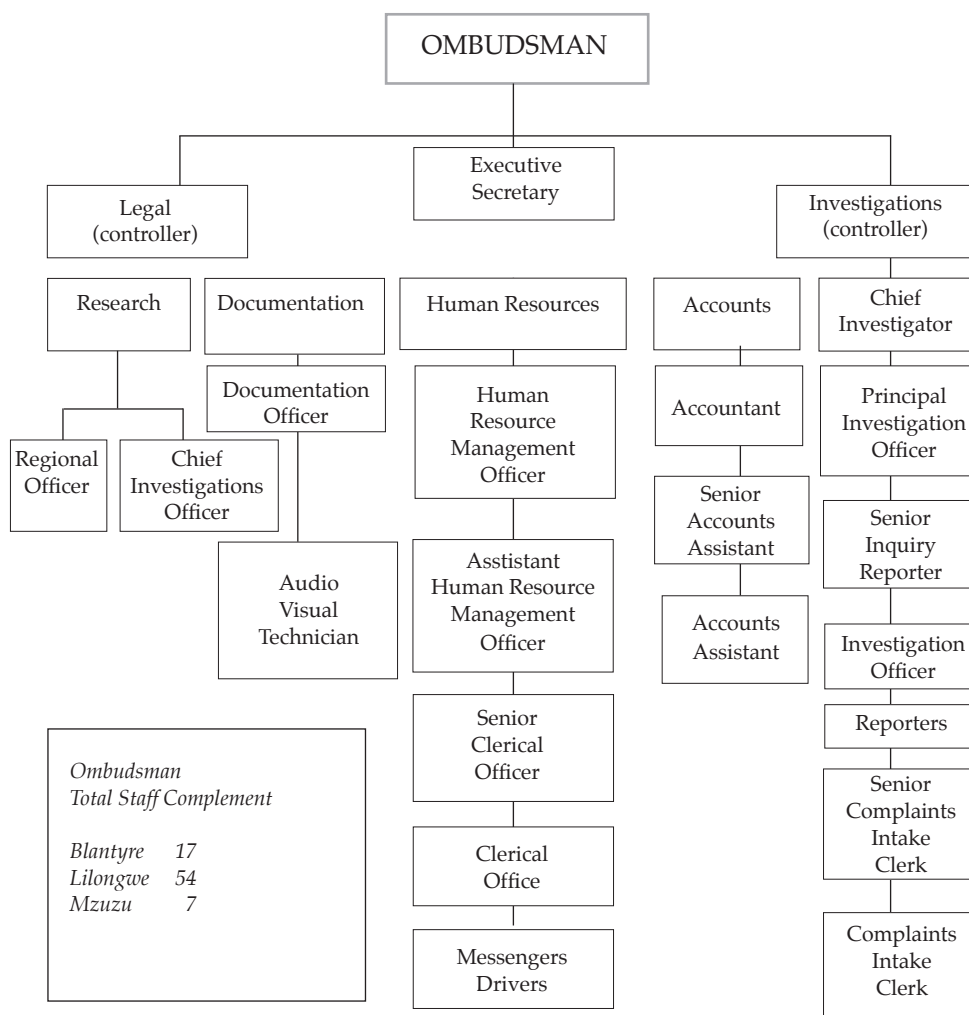 OMBUDSMAN
Executive
Secretary
Legal
(controller)
Investigations
(controller)
Research
Documentation
Human Resources
Accounts
Chief
Investigator
Documentation
Officer
Human
Resource
Management
Officer
Accountant
Principal
Investigation
Officer
Regional
Officer
Chief
Investigations
Officer
Senior
Accounts
Assistant
Senior
Inquiry
Reporter
Audio
Visual
Technician
Asstistant
Human Resource
Management
Officer
Accounts
Assistant
Investigation
Officer
Reporters
Senior
Clerical
Officer
Senior
Complaints
Intake
Clerk
Clerical
Office
Complaints
Intake
Clerk
Messengers
Drivers
Ombudsman
Total Staff Complement
Blantyre 17
Lilongwe 54
Mzuzu 7